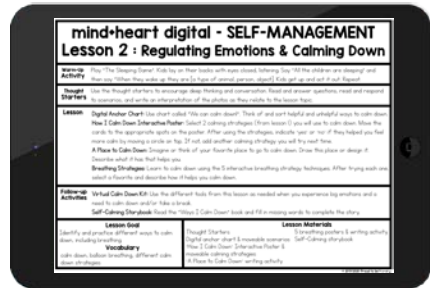 mind+heart digital - SELF-MANAGEMENT
Lesson 2 : Regulating Emotions & Calming Down
Warm-Up
Activity
Play "The Sleeping Game". Kids lay on their backs with eyes closed, listening. Say "All the children are sleeping" and
then say "When they wake up they are [a type of animal, person, object]. Kids get up and act it out. Repeat.
Thought
Starters
Use the thought starters to encourage deep thinking and conversation. Read and answer questions, read and respond
to scenarios, and write an interpretation of the photos as they relate to the lesson topic.
Lesson
Digital Anchor Chart: Use chart called "We can calm down!". Think of and sort helpful and unhelpful ways to calm down.
How I Calm Down Interactive Poster: Select 2 calming strategies (from lesson 1) you will use to calm down. Move the
cards to the appropriate spots on the poster. After using the strategies, indicate 'yes' or 'no' if they helped you feel
more calm by moving a circle on top. If not, add another calming strategy you will try next time.
A Place to Calm Down: Imagine or think of your favorite place to go to calm down. Draw this place or design it.
Describe what it has that helps you.
Breathing Strategies: Learn to calm down using the 5 interactive breathing strategy techniques. After trying each one,
select a favorite and describe how it helps you calm down.
Follow-up
Activities
Virtual Calm Down Kit: Use the different tools from this lesson as needed when you experience big emotions and a
need to calm down and/or take a break.
Self-Calming Storybook: Read the "Ways I Calm Down" book and fill in missing words to complete the story.
Lesson Goal
Identify and practice different ways to calm
down, including breathing
Vocabulary
calm down, balloon breathing, different calm
down strategies
Lesson Materials
Thought Starters
Digital anchor chart & moveable scenarios
"How I Calm Down" Interactive Poster &
moveable calming strategies
"A Place to Calm Down" writing activity
5 breathing posters & writing activity
Self-Calming storybook